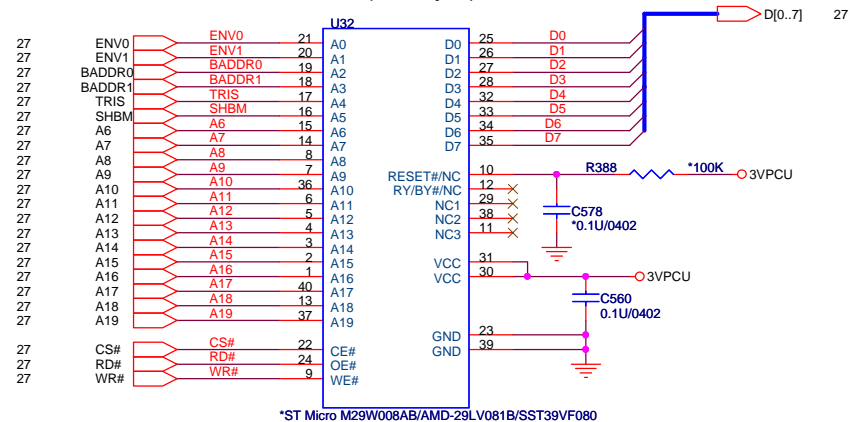 U32
D[0..7] 27
27 ENV0 ENV0 21 A0 D0 25 D0
27 ENV1 ENV1 20 A1 D1 26 D1
27 BADDR0 BADDR0 19 A2 D2 27 D2
27 BADDR1 BADDR1 18 A3 D3 28 D3
27 TRIS TRIS 17 A4 D4 32 D4
27 SHBM SHBM 16 A5 D5 33 D5
27 A6 A6 15 A6 D6 34 D6
27 A7 A7 14 A7 D7 35 D7
27 A8 A8 8 A8
27 A9 A9 7 A9 RESET#/NC 10 R388 *100K 3VPCU
27 A10 A10 36 A10 RY/BY#/NC 12
27 A11 A11 6 A11 NC1 29
27 A12 A12 5 A12 NC2 38 C578
27 A13 A13 4 A13 NC3 11 *0.1U/0402
27 A14 A14 3 A14
27 A15 A15 2 A15 VCC 31
27 A16 A16 1 A16 VCC 30 3VPCU
27 A17 A17 40 A17
27 A18 A18 13 A18 C560
27 A19 A19 37 A19 0.1U/0402
GND 23
27 CS# CS# 22 CE# GND 39
27 RD# RD# 24 OE#
27 WR# WR# 9 WE#
*ST Micro M29W008AB/AMD-29LV081B/SST39VF080